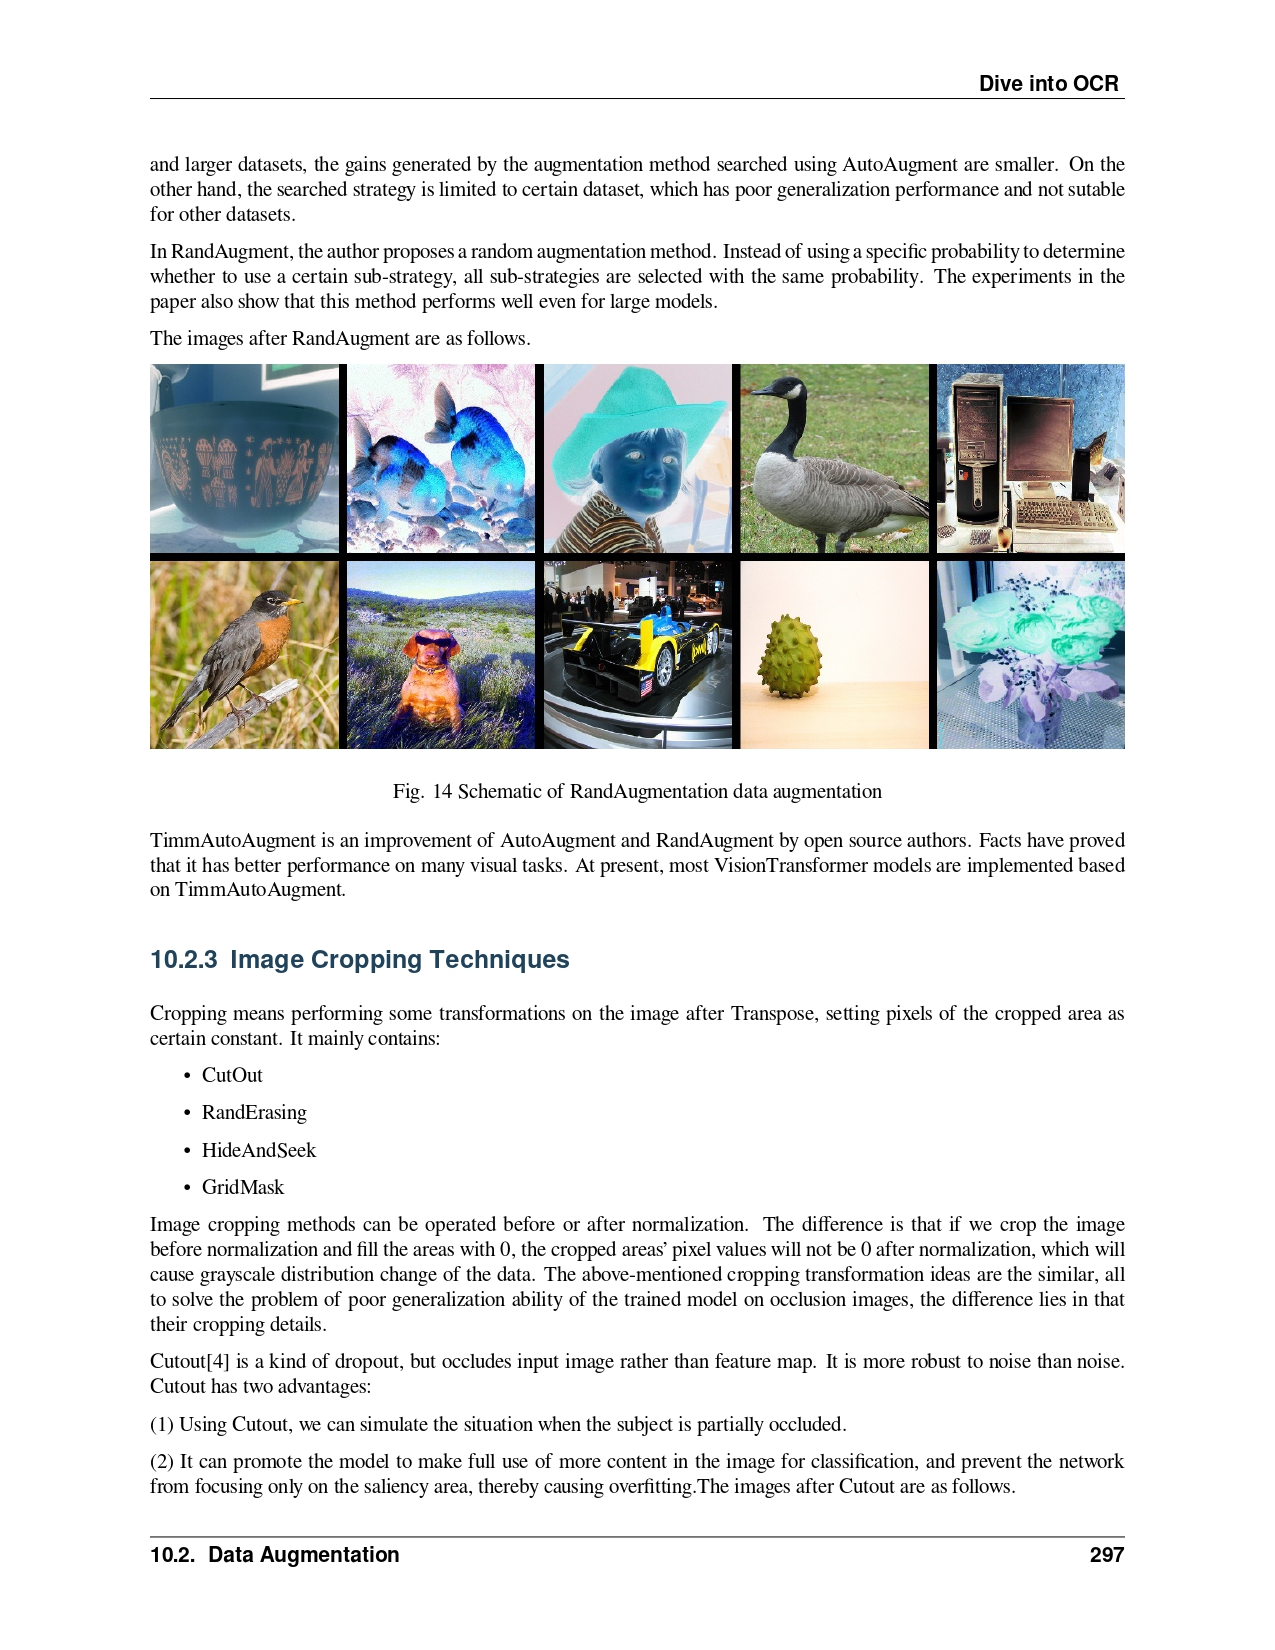 Dive into OCR
and larger datasets, the gains generated by the augmentation method searched using AutoAugment are smaller. On the
other hand, the searched strategy is limited to certain dataset, which has poor generalization performance and not sutable
for other datasets.
In RandAugment, the author proposes a random augmentation method. Instead of using a specific probability to determine
whether to use a certain sub-strategy, all sub-strategies are selected with the same probability. The experiments in the
paper also show that this method performs well even for large models.
The images after RandAugment are as follows.
Fig. 14 Schematic of RandAugmentation data augmentation
TimmAutoAugment is an improvement of AutoAugment and RandAugment by open source authors. Facts have proved
that it has better performance on many visual tasks. At present, most VisionTransformer models are implemented based
on TimmAutoAugment.
10.2.3 Image Cropping Techniques
Cropping means performing some transformations on the image after Transpose, setting pixels of the cropped area as
certain constant. It mainly contains:
• CutOut
• RandErasing
• HideAndSeek
• GridMask
Image cropping methods can be operated before or after normalization. The difference is that if we crop the image
before normalization and fill the areas with 0, the cropped areas’ pixel values will not be 0 after normalization, which will
cause grayscale distribution change of the data. The above-mentioned cropping transformation ideas are the similar, all
to solve the problem of poor generalization ability of the trained model on occlusion images, the difference lies in that
their cropping details.
Cutout[4] is a kind of dropout, but occludes input image rather than feature map. It is more robust to noise than noise.
Cutout has two advantages:
(1) Using Cutout, we can simulate the situation when the subject is partially occluded.
(2) It can promote the model to make full use of more content in the image for classification, and prevent the network
from focusing only on the saliency area, thereby causing overfitting.The images after Cutout are as follows.
10.2. Data Augmentation 297